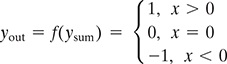 y_out = f(y_sum) = { 1, x > 0
0, x = 0
−1, x < 0